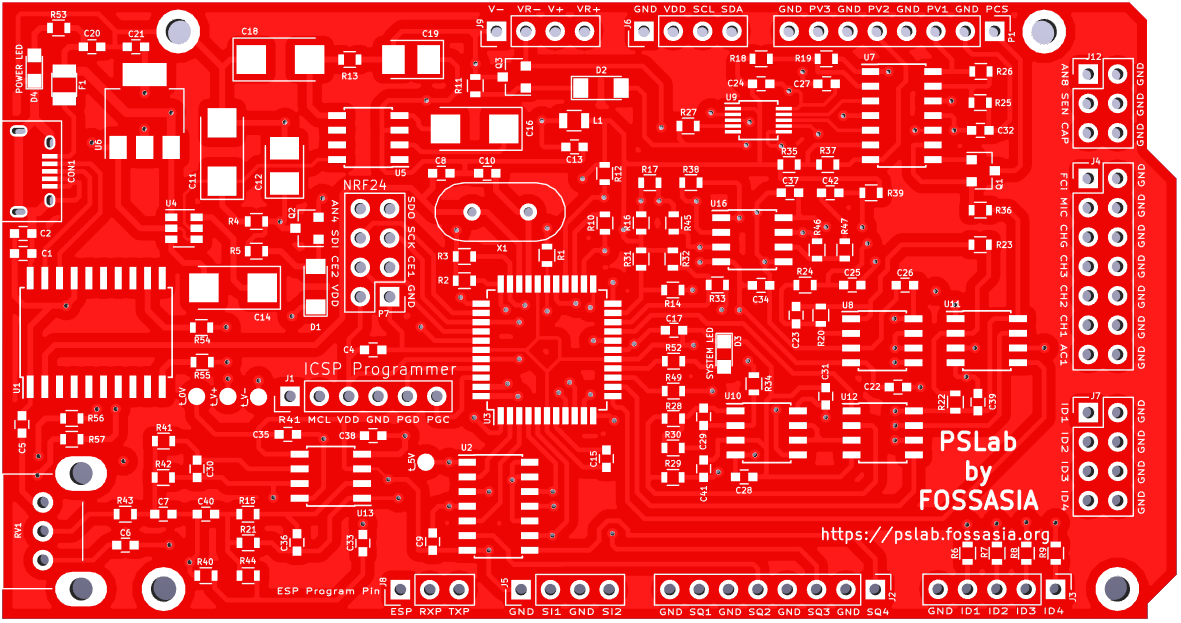 R53
C20
C21
C18
C19
R13
POWER LED
D4
F1
U6
CON1
C11
C12
U5
C16
V- VR- V+ VR+
J9
Q3
R11
D2
L1
C13
GND VDD SCL SDA
J6
GND PV3 GND PV2 GND PV1 GND PCS
P1
R18
R19
U7
C24
C27
U9
R27
R26
R25
C32
J12
AN8 GND
SEN GND
CAP GND
R35
R37
C37
C42
R39
Q1
R36
R23
J4
FCI GND
MIC GND
CHG GND
CH3 GND
CH2 GND
CH1 GND
AC1 GND
C8
C10
R12
R17
R38
NRF24
AN4 SDO
SDI SCK
CE2 CE1
VDD GND
P7
U4
R4
R5
Q2
X1
R10
R16
R45
R31
R32
U16
R46
R47
C2
C1
R3
R2
R1
C14
D1
R14
R33
C34
R24
C25
C26
U1
R54
R55
C4
C17
R52
R49
SYSTEM LED
D3
R34
C23
R20
U8
U11
t_0V
t_V+
t_V-
ICSP Programmer
J1
R41 MCL VDD GND PGD PGC
U3
C31
C22
R22
C39
R28
C29
U10
U12
J7
ID1 GND
ID2 GND
ID3 GND
ID4 GND
C5
R56
R57
R41
R42
C35
C38
C30
t_5V
U2
C15
R30
R29
C41
C28
PSLab
by
FOSSASIA
https://pslab.fossasia.org
U13
RV1
R43
C7
C40
R15
C6
R21
R40
R44
C36
C33
C9
R6
R7
R8
R9
ESP Program Pin
J8
ESP RXP TXP
J5
GND SI1 GND SI2
GND SQ1 GND SQ2 GND SQ3 GND SQ4
J2
GND ID1 ID2 ID3 ID4
J3